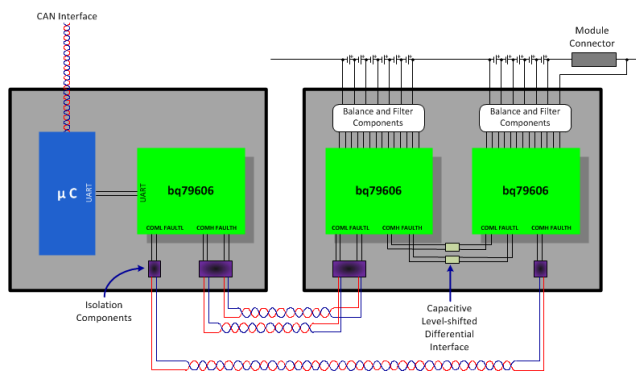 CAN Interface
Module
Connector
Balance and Filter
Components
Balance and Filter
Components
µ C
UART
UART
bq79606
bq79606
bq79606
COML FAULTL
COMH FAULTH
COML FAULTL
COMH FAULTH
COML FAULTL
COMH FAULTH
Isolation
Components
Capacitive
Level-shifted
Differential
Interface